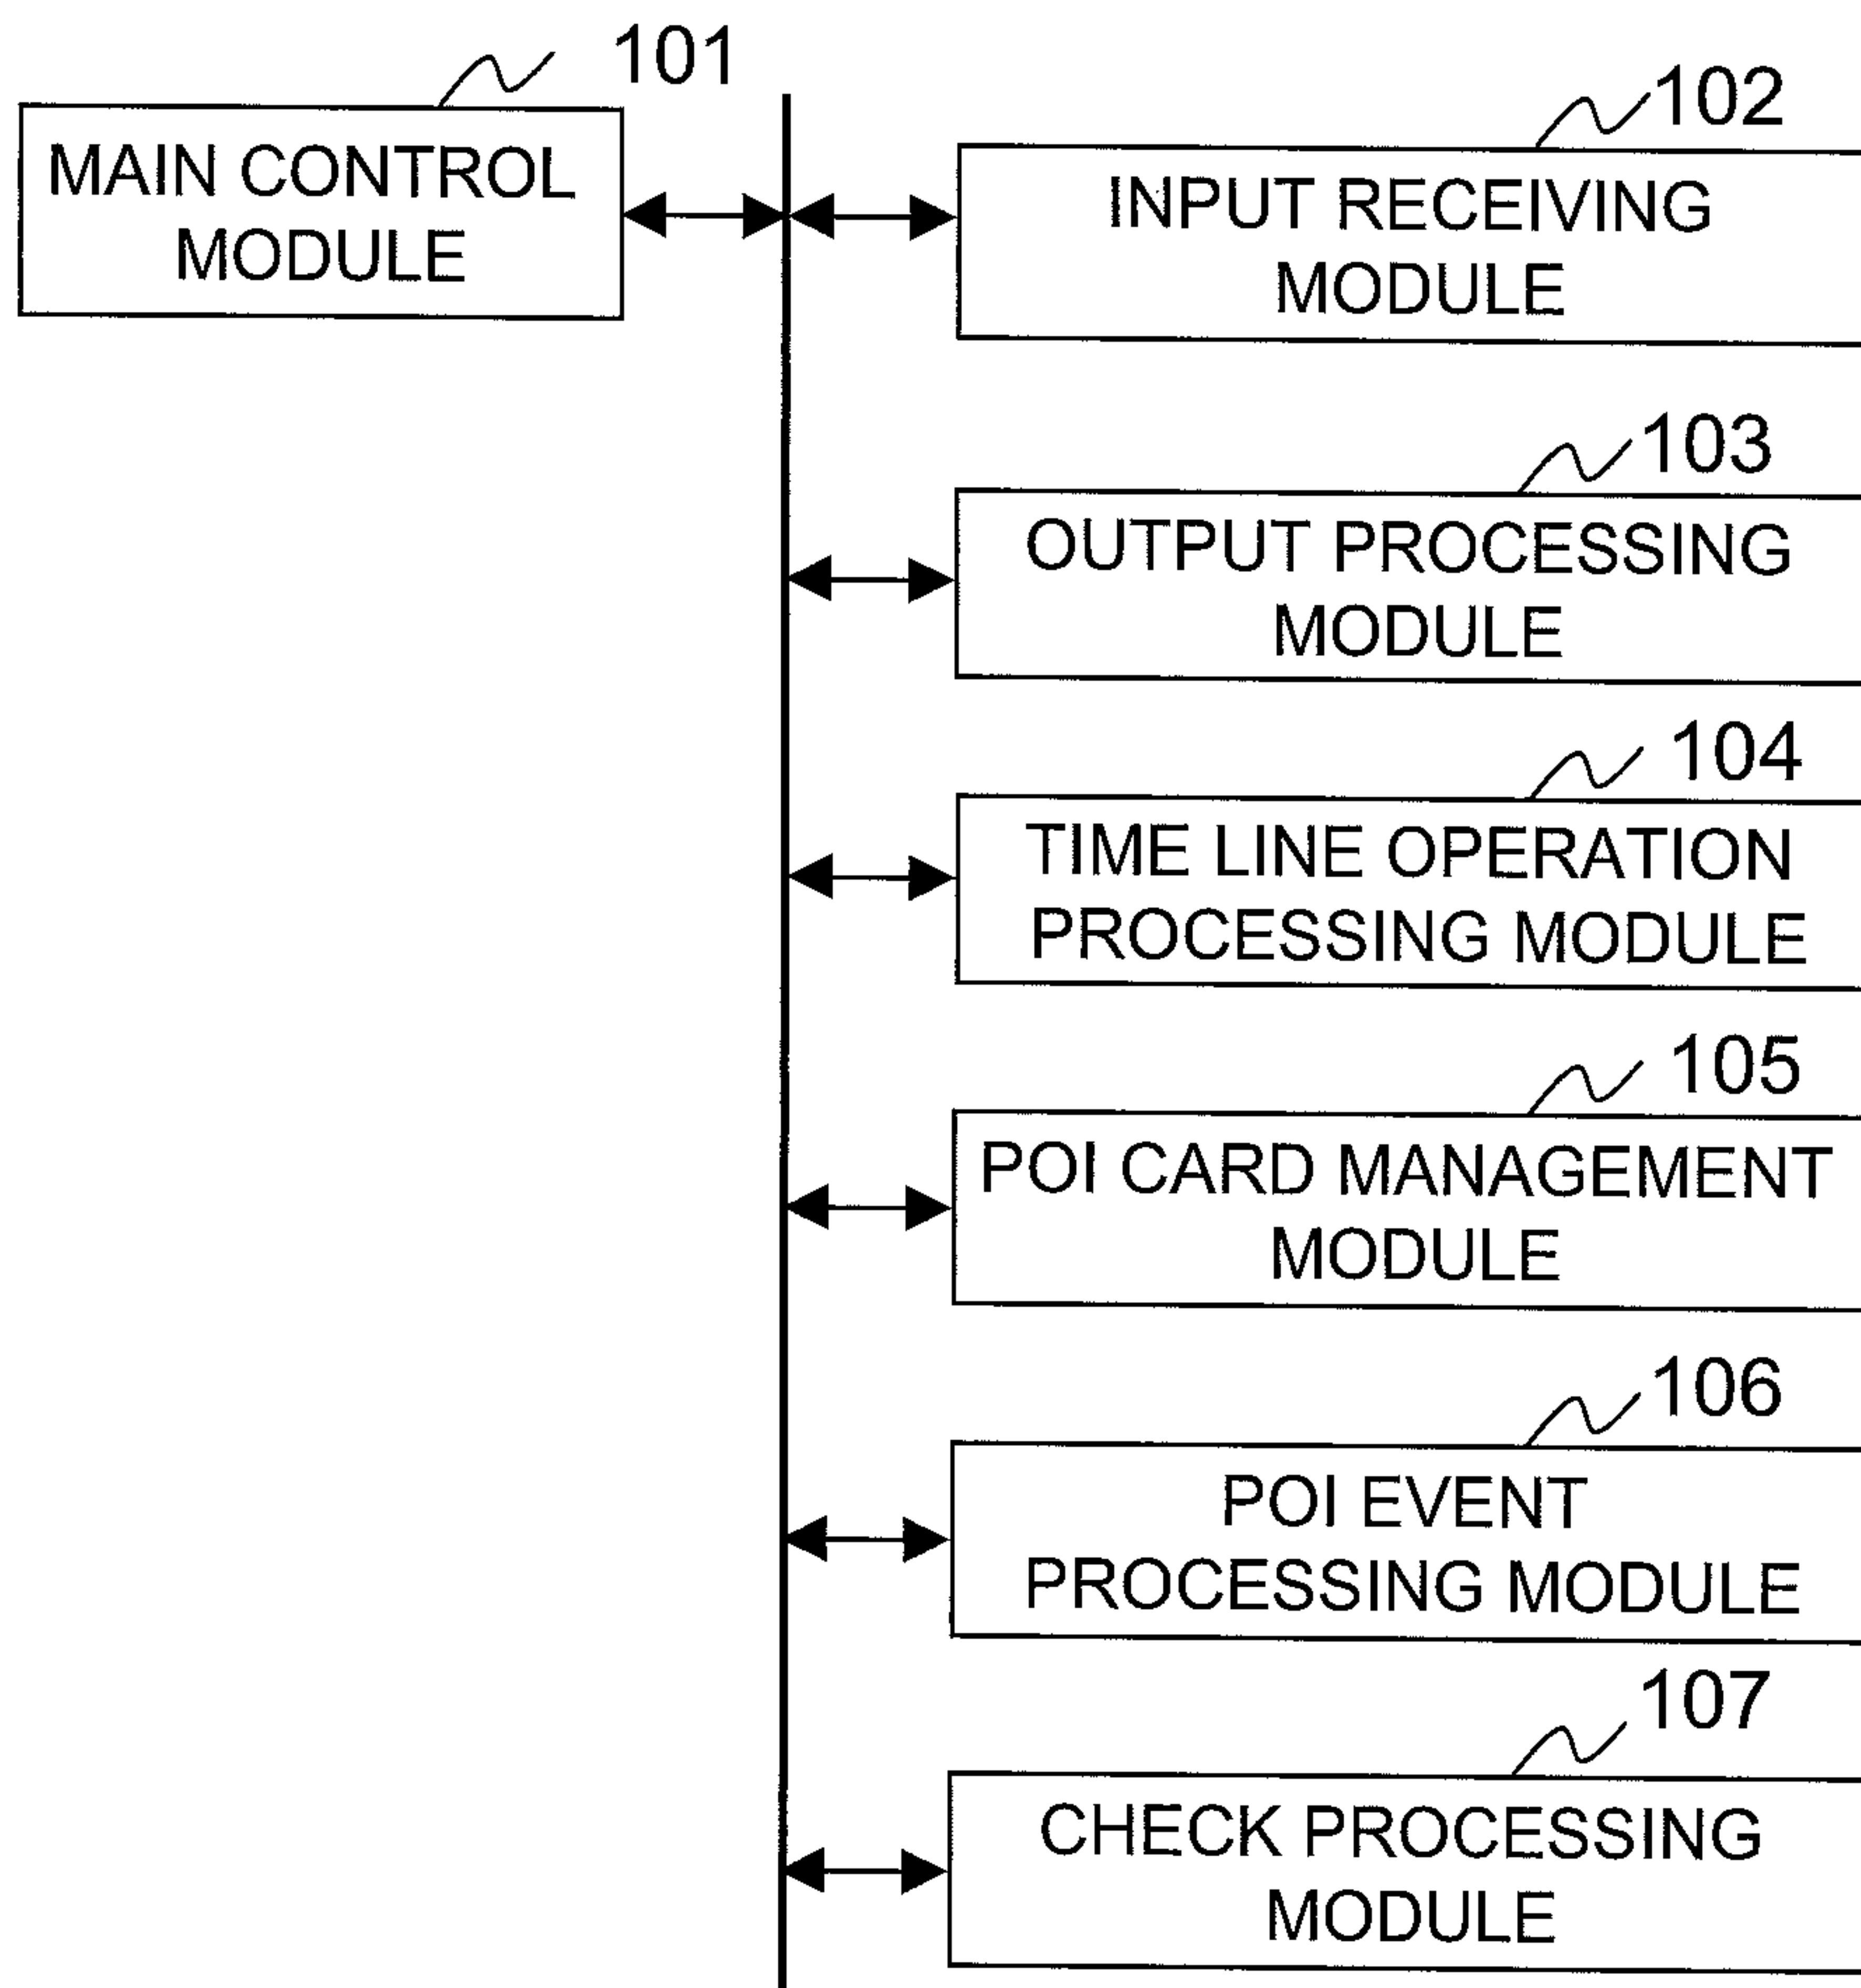 101
MAIN CONTROL
MODULE
102
INPUT RECEIVING
MODULE
103
OUTPUT PROCESSING
MODULE
104
TIME LINE OPERATION
PROCESSING MODULE
105
POI CARD MANAGEMENT
MODULE
106
POI EVENT
PROCESSING MODULE
107
CHECK PROCESSING
MODULE